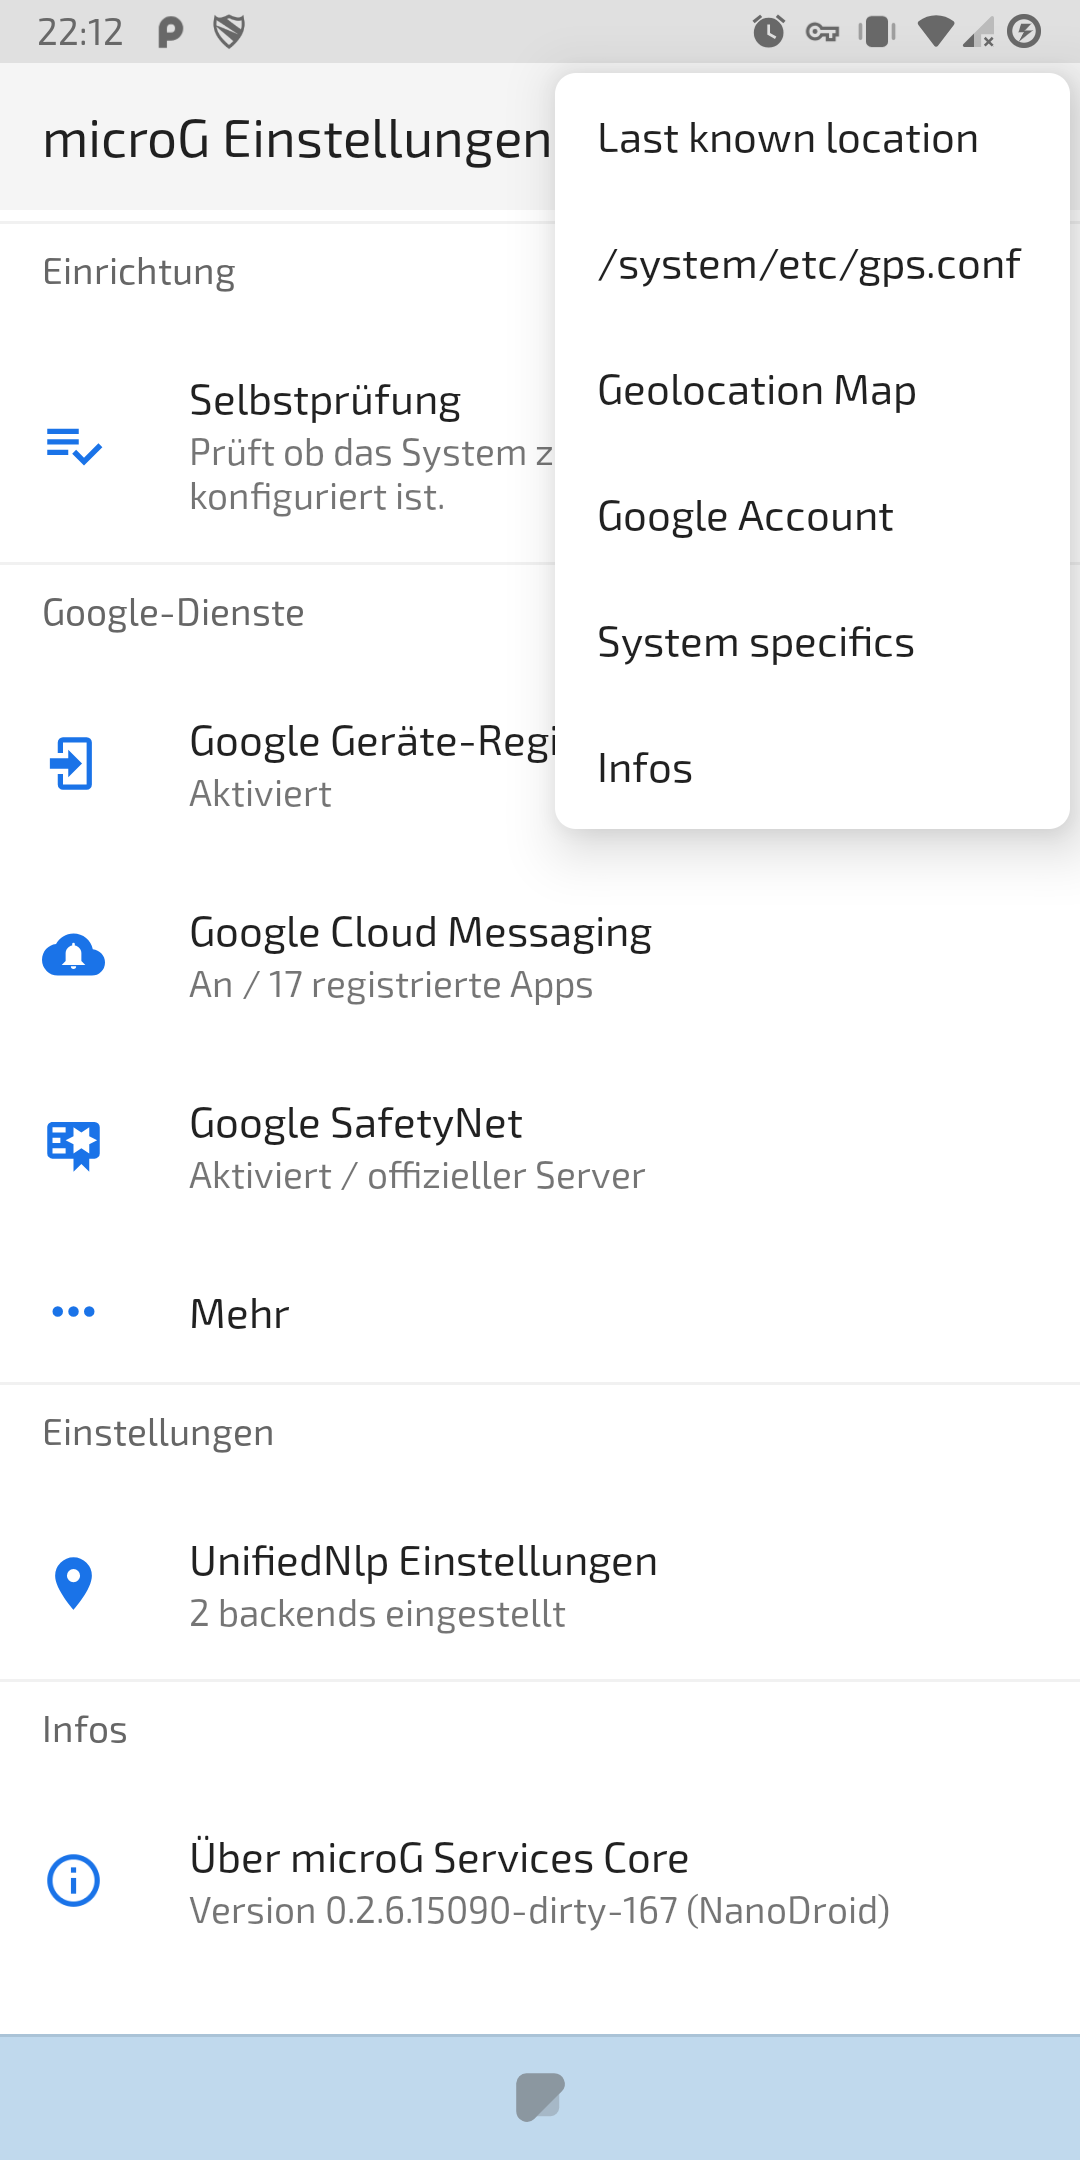 22:12
microG Einstellungen
Last known location
/system/etc/gps.conf
Geolocation Map
Google Account
System specifics
Infos
Einrichtung
Selbstprüfung
Prüft ob das System z
konfiguriert ist.
Google-Dienste
Google Geräte-Regi
Aktiviert
Google Cloud Messaging
An / 17 registrierte Apps
Google SafetyNet
Aktiviert / offizieller Server
Mehr
Einstellungen
UnifiedNlp Einstellungen
2 backends eingestellt
Infos
Über microG Services Core
Version 0.2.6.15090-dirty-167 (NanoDroid)